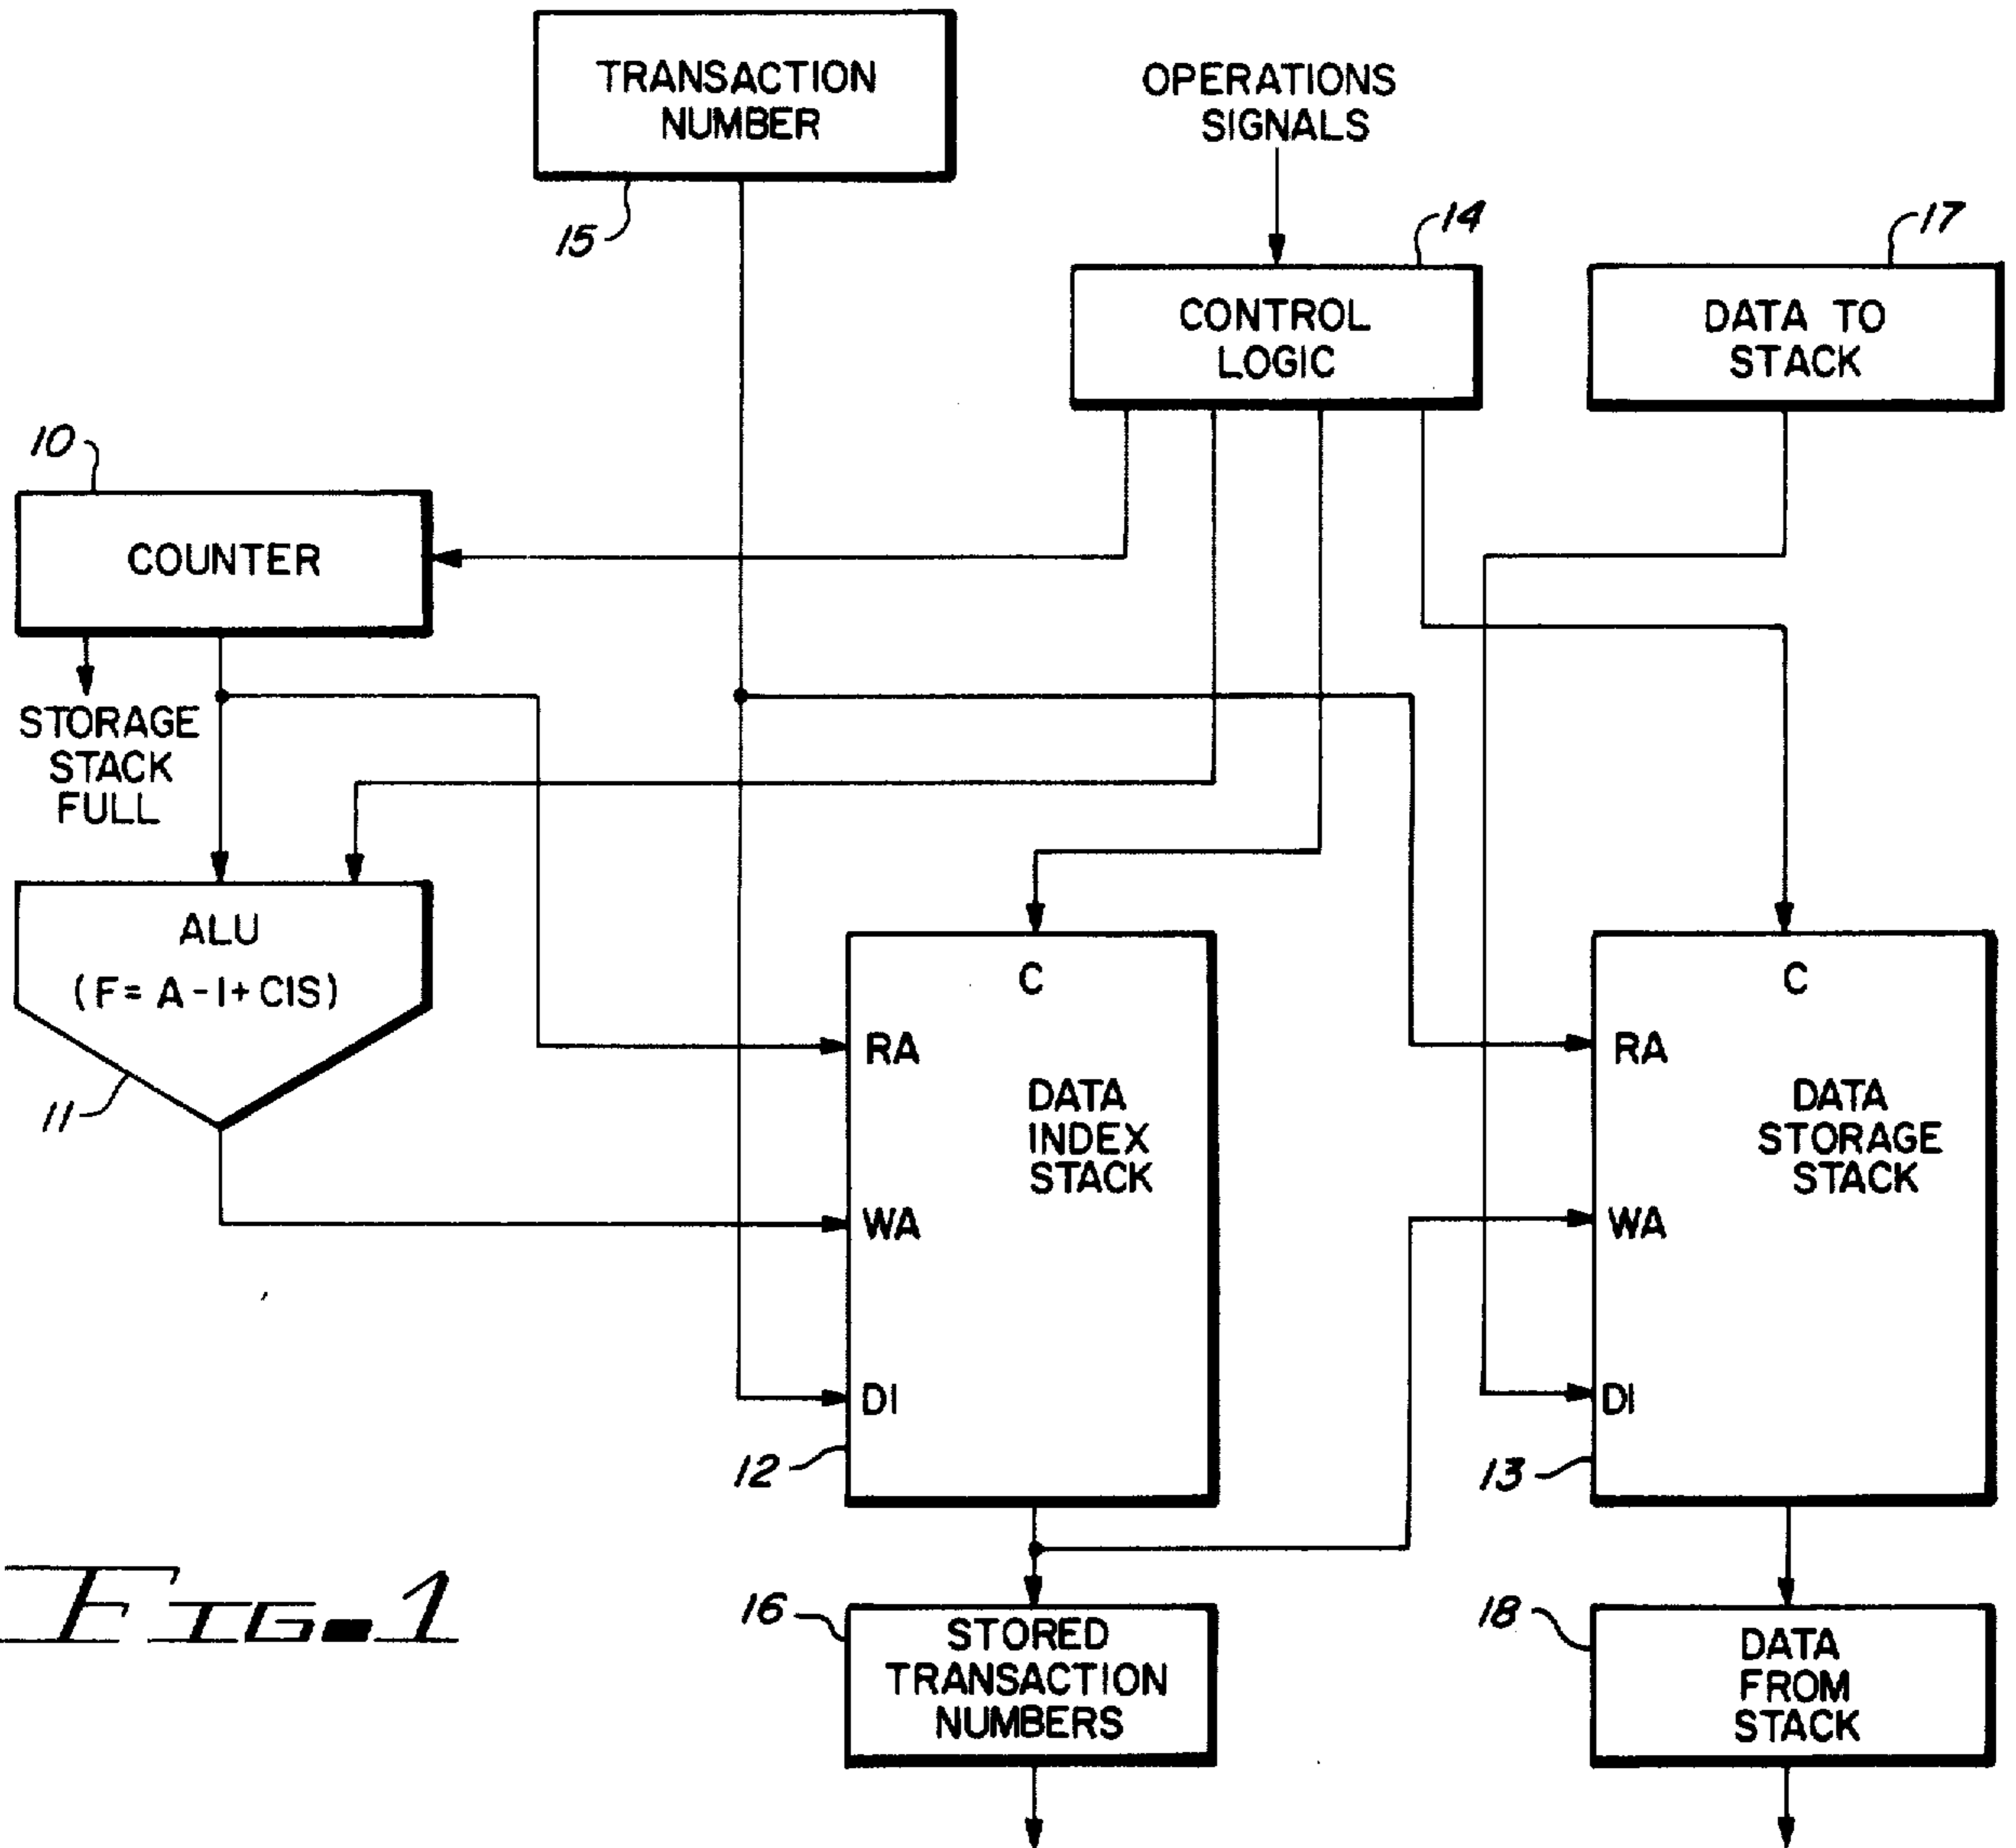 TRANSACTION
NUMBER
15
OPERATIONS
SIGNALS
14
CONTROL
LOGIC
17
DATA TO
STACK
10
COUNTER
STORAGE
STACK
FULL
ALU
(F= A-1+CIS)
11
C
RA
DATA
INDEX
STACK
WA
DI
12
C
RA
DATA
STORAGE
STACK
WA
DI
13
16
STORED
TRANSACTION
NUMBERS
18
DATA
FROM
STACK
FIG.1